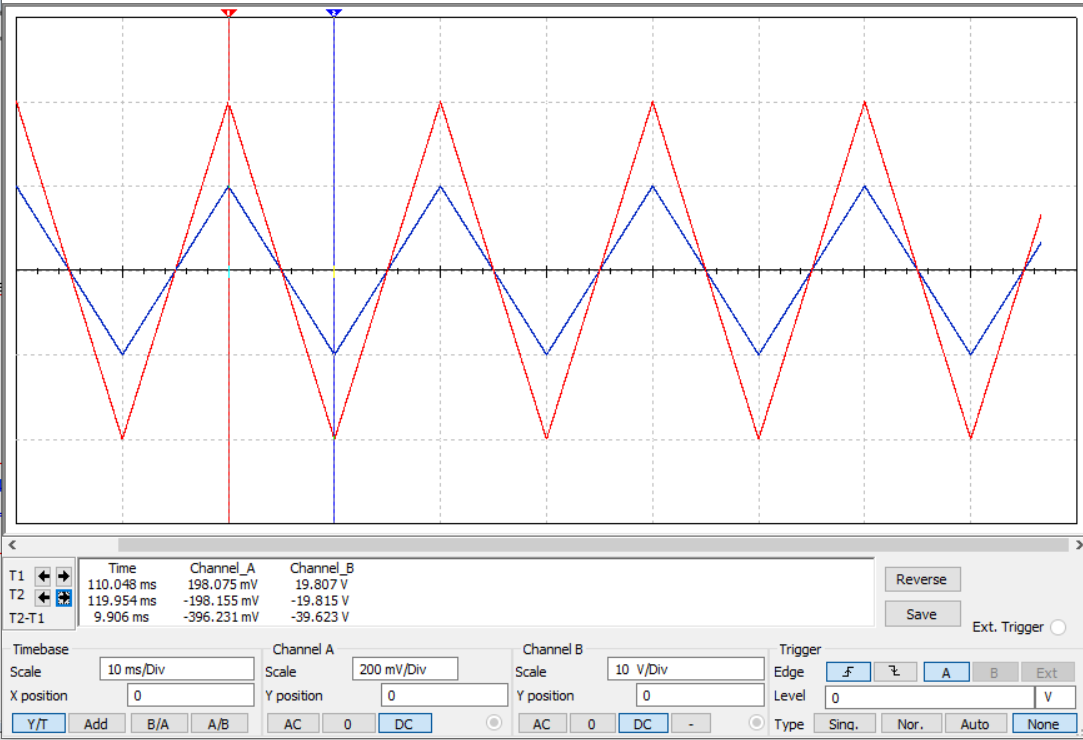 1 2
T1 T2 T2-T1
Time Channel_A Channel_B
110.048 ms 198.075 mV 19.807 V
119.954 ms -198.155 mV -19.815 V
9.906 ms -396.231 mV -39.623 V
Reverse
Save
Ext. Trigger
Timebase
Scale 10 ms/Div
X position 0
Y/T Add B/A A/B
Channel A
Scale 200 mV/Div
Y position 0
AC 0 DC
Channel B
Scale 10 V/Div
Y position 0
AC 0 DC -
Trigger
Edge A B Ext
Level 0 V
Type Sing. Nor. Auto None